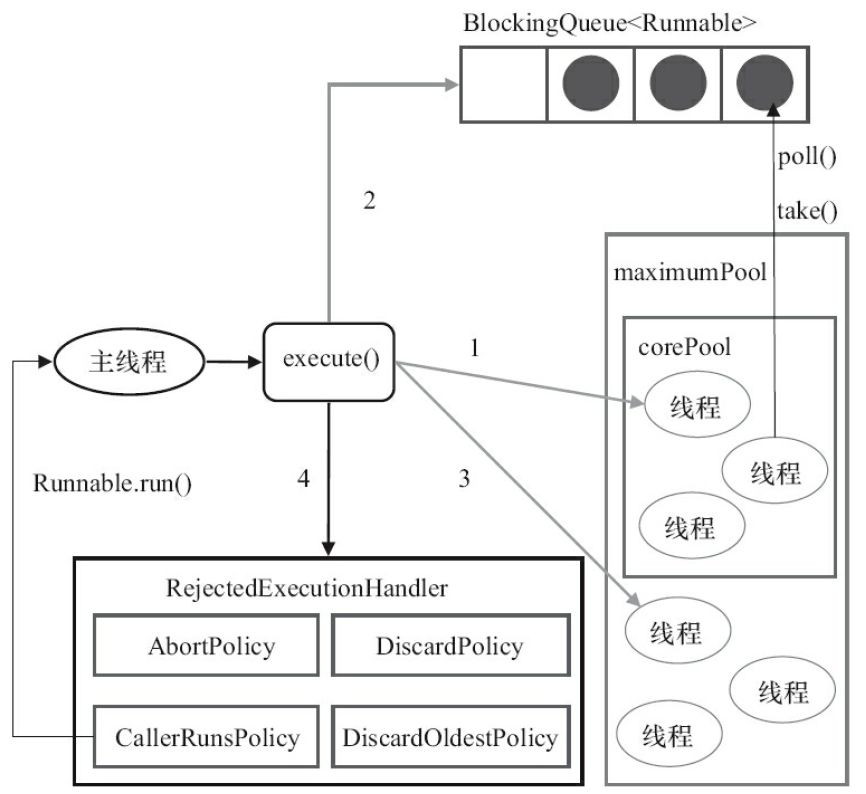 BlockingQueue<Runnable>
poll()
2
take()
maximumPool
主线程
execute()
1
corePool
线程
线程
线程
Runnable.run()
4
3
RejectedExecutionHandler
AbortPolicy
DiscardPolicy
CallerRunsPolicy
DiscardOldestPolicy
线程
线程
线程